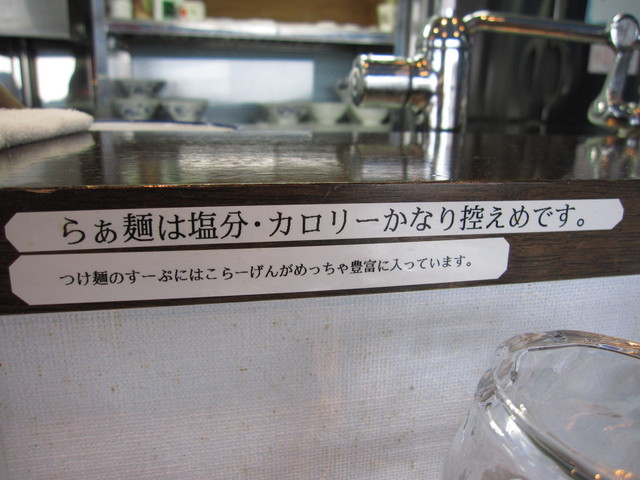 らぁ麺は塩分・カロリーかなり控えめです。
つけ麺のすーぷにはこらーげんがめっちゃ豊富に入っています。